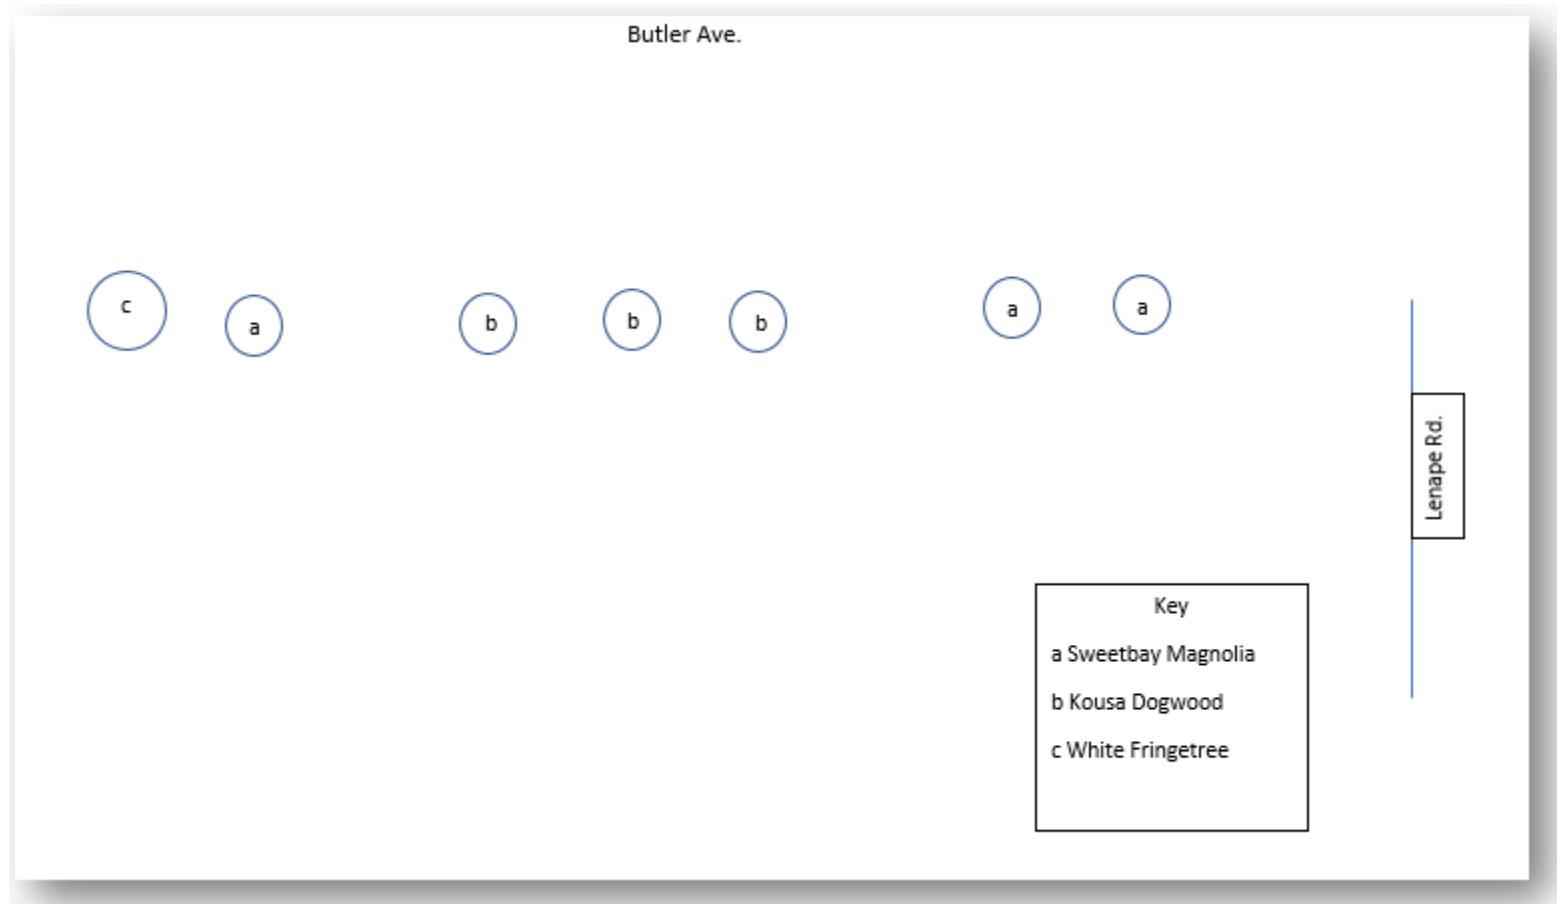 Butler Ave.
c
a
b
b
b
a
a
Lenape Rd.
Key
a Sweetbay Magnolia
b Kousa Dogwood
c White Fringetree